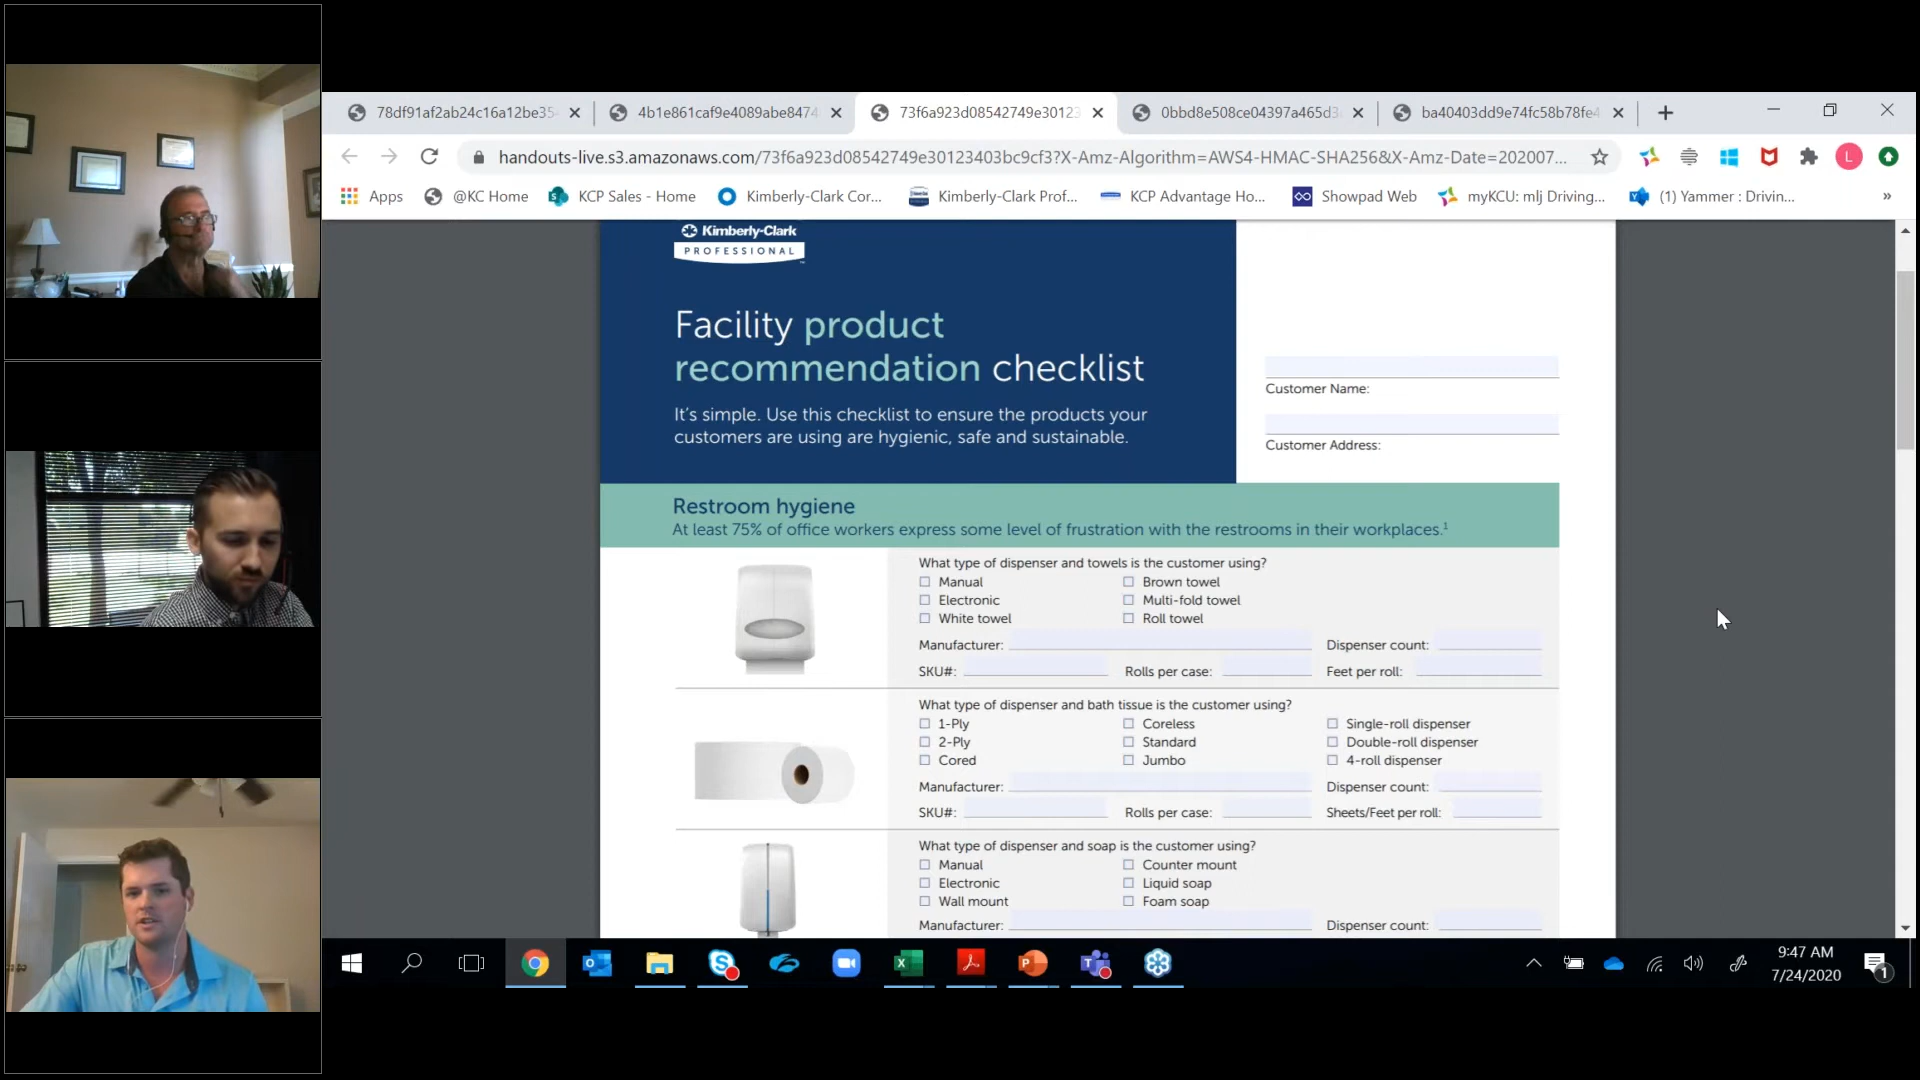 78df91af2ab24c16a12be35
4b1e861caf9e4089abe8474
73f6a923d08542749e30123
0bbd8e508ce04397a465d3
ba40403dd9e74fc58b78fe4
handouts-live.s3.amazonaws.com/73f6a923d08542749e30123403bc9cf3?X-Amz-Algorithm=AWS4-HMAC-SHA256&X-Amz-Date=202007...
L
Apps
@KC Home
KCP Sales - Home
Kimberly-Clark Cor...
Kimberly-Clark Prof...
KCP Advantage Ho...
Showpad Web
myKCU: mlj Driving...
(1) Yammer : Drivin...
»
Kimberly-Clark
PROFESSIONAL™
Facility product
recommendation checklist
It's simple. Use this checklist to ensure the products your
customers are using are hygienic, safe and sustainable.
Customer Name:
Customer Address:
Restroom hygiene
At least 75% of office workers express some level of frustration with the restrooms in their workplaces.¹
What type of dispenser and towels is the customer using?
Manual
Brown towel
Electronic
Multi-fold towel
White towel
Roll towel
Manufacturer:
Dispenser count:
SKU#:
Rolls per case:
Feet per roll:
What type of dispenser and bath tissue is the customer using?
1-Ply
Coreless
Single-roll dispenser
2-Ply
Standard
Double-roll dispenser
Cored
Jumbo
4-roll dispenser
Manufacturer:
Dispenser count:
SKU#:
Rolls per case:
Sheets/Feet per roll:
What type of dispenser and soap is the customer using?
Manual
Counter mount
Electronic
Liquid soap
Wall mount
Foam soap
Manufacturer:
Dispenser count:
9:47 AM
7/24/2020
1